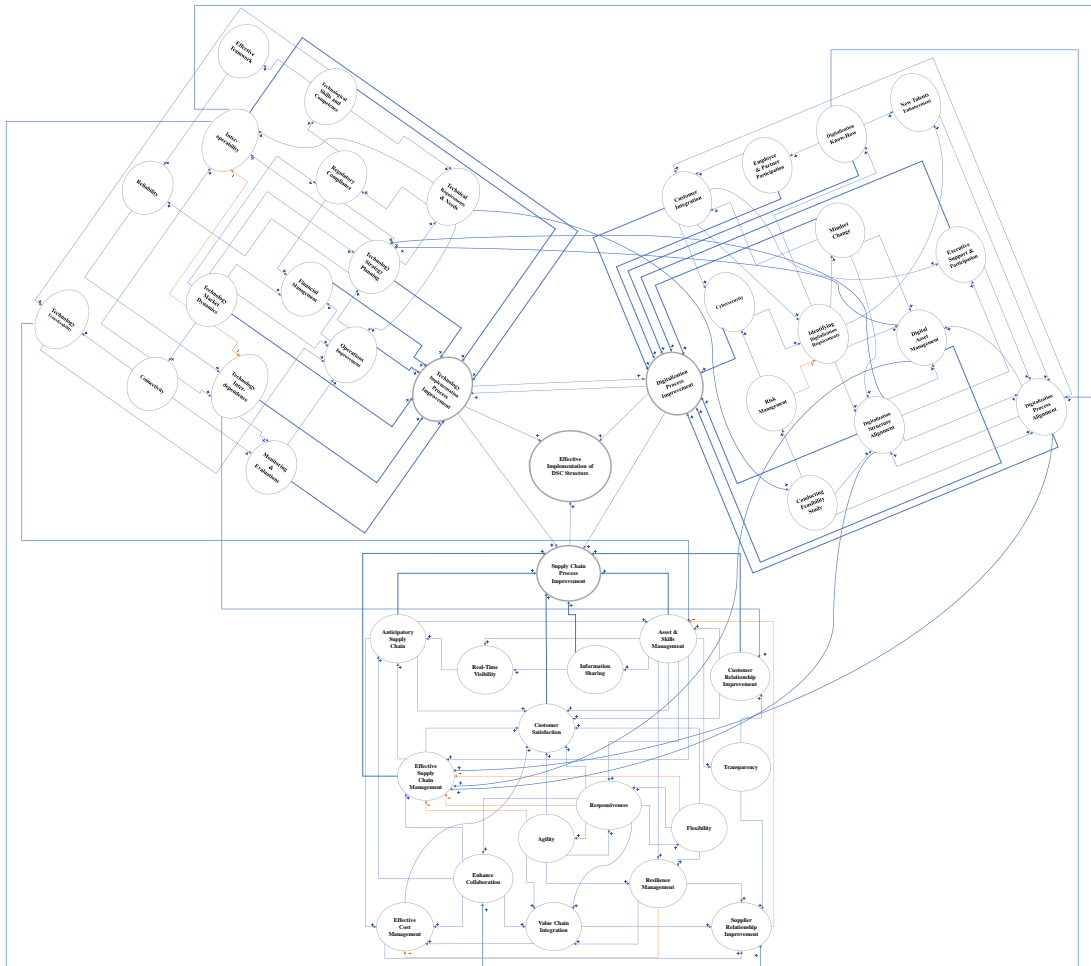 Effective
Teamwork
Technological
Skills and
Competence
Inter-
operability
Regulatory
Compliance
Reliability
Technical
Requirement
& Needs
Technology
Strategy
Planning
Financial
Management
Technology
Market
Dynamics
Technology
Operations
Improvement
Connectivity
Technology
Inter-
dependence
Monitoring
&
Evaluations
Technology
Implementation
Process
Improvement
New Talents
Enhancement
Digitalization
Know-How
Employee
& Partner
Participation
Customer
Integration
Mindset
Change
Executive
Support &
Participation
Cybersecurity
Identifying
Digitalization
Requirements
Digital
Asset
Management
Risk
Management
Digitalization
Structure
Alignment
Digitalization
Process
Alignment
Conducting
Feasibility
Study
Digitalization
Process
Improvement
Effective
Implementation of
DSC Structure
Supply Chain
Process
Improvement
Anticipatory
Supply
Chain
Asset &
Skills
Management
Real-Time
Visibility
Information
Sharing
Customer
Relationship
Improvement
Customer
Satisfaction
Effective
Supply
Chain
Management
Transparency
Responsiveness
Agility
Flexibility
Enhance
Collaboration
Resilience
Management
Effective
Cost
Management
Value Chain
Integration
Supplier
Relationship
Improvement